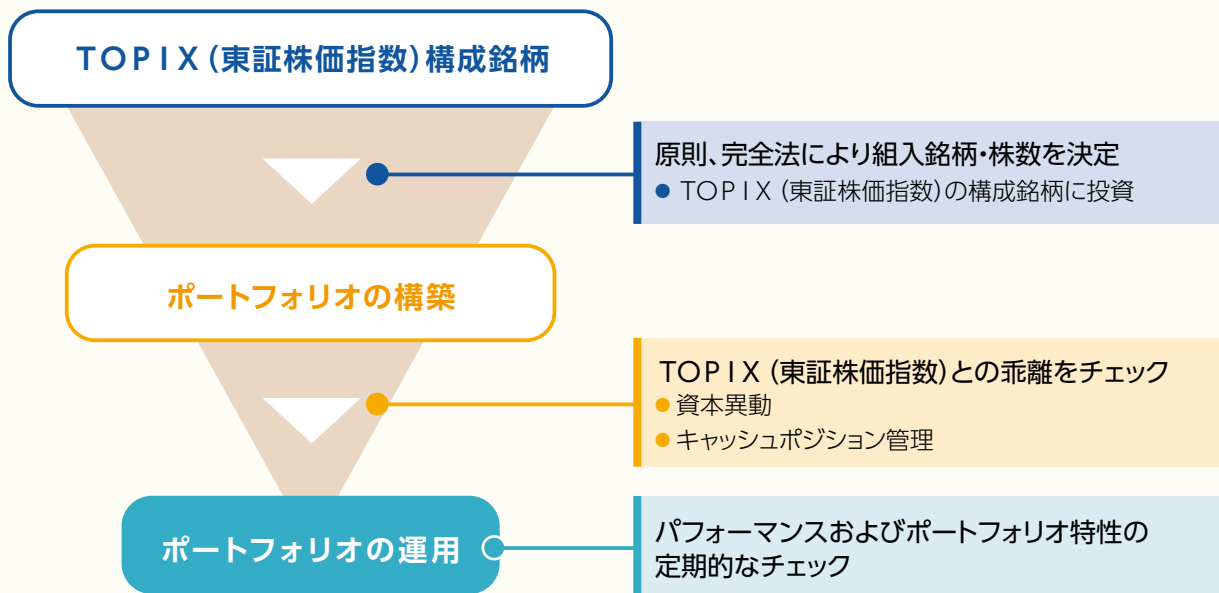 TOPIX(東証株価指数)構成銘柄
原則、完全法により組入銘柄・株数を決定
● TOPIX(東証株価指数)の構成銘柄に投資
ポートフォリオの構築
TOPIX(東証株価指数)との乖離をチェック
● 資本異動
● キャッシュポジション管理
ポートフォリオの運用
パフォーマンスおよびポートフォリオ特性の
定期的なチェック